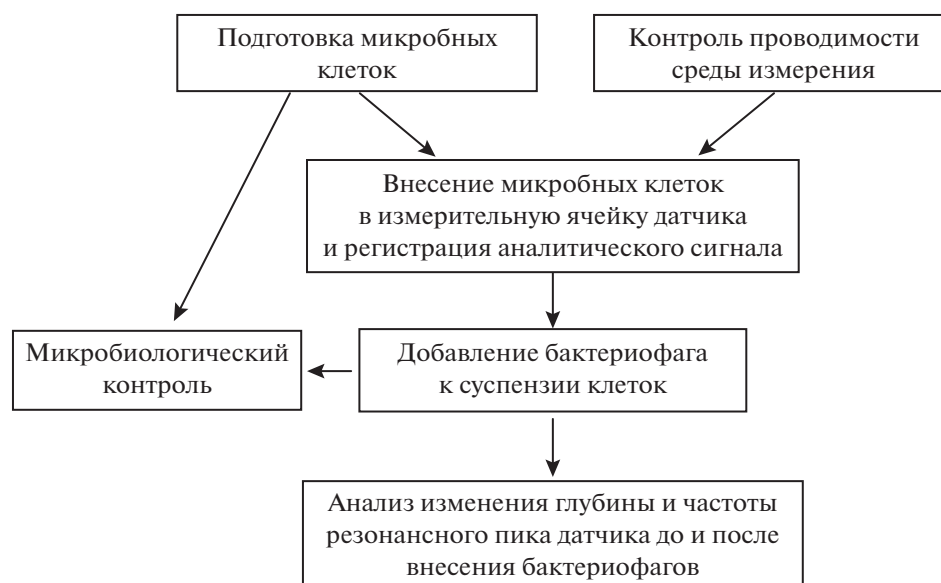 Подготовка микробных
клеток
Контроль проводимости
среды измерения
Внесение микробных клеток
в измерительную ячейку датчика
и регистрация аналитического сигнала
Микробиологический
контроль
Добавление бактериофага
к суспензии клеток
Анализ изменения глубины и частоты
резонансного пика датчика до и после
внесения бактериофагов